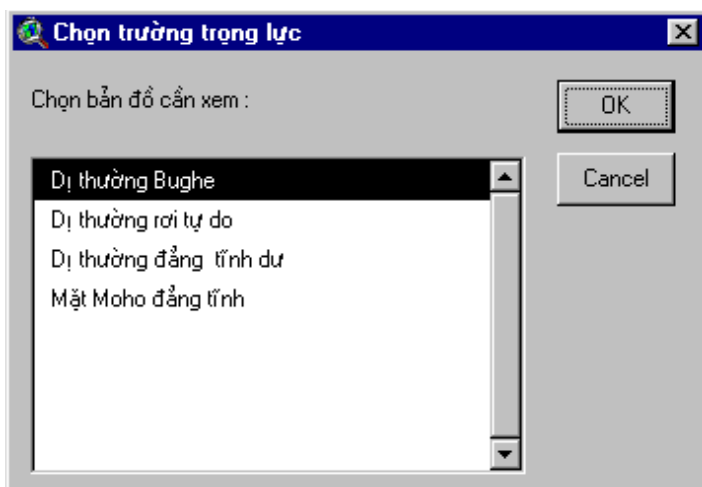 Chọn trường trọng lực
Chọn bản đồ cần xem :
OK
Cancel
Dị thường Bughe
Dị thường rơi tự do
Dị thường đẳng tĩnh dư
Mặt Moho đẳng tĩnh